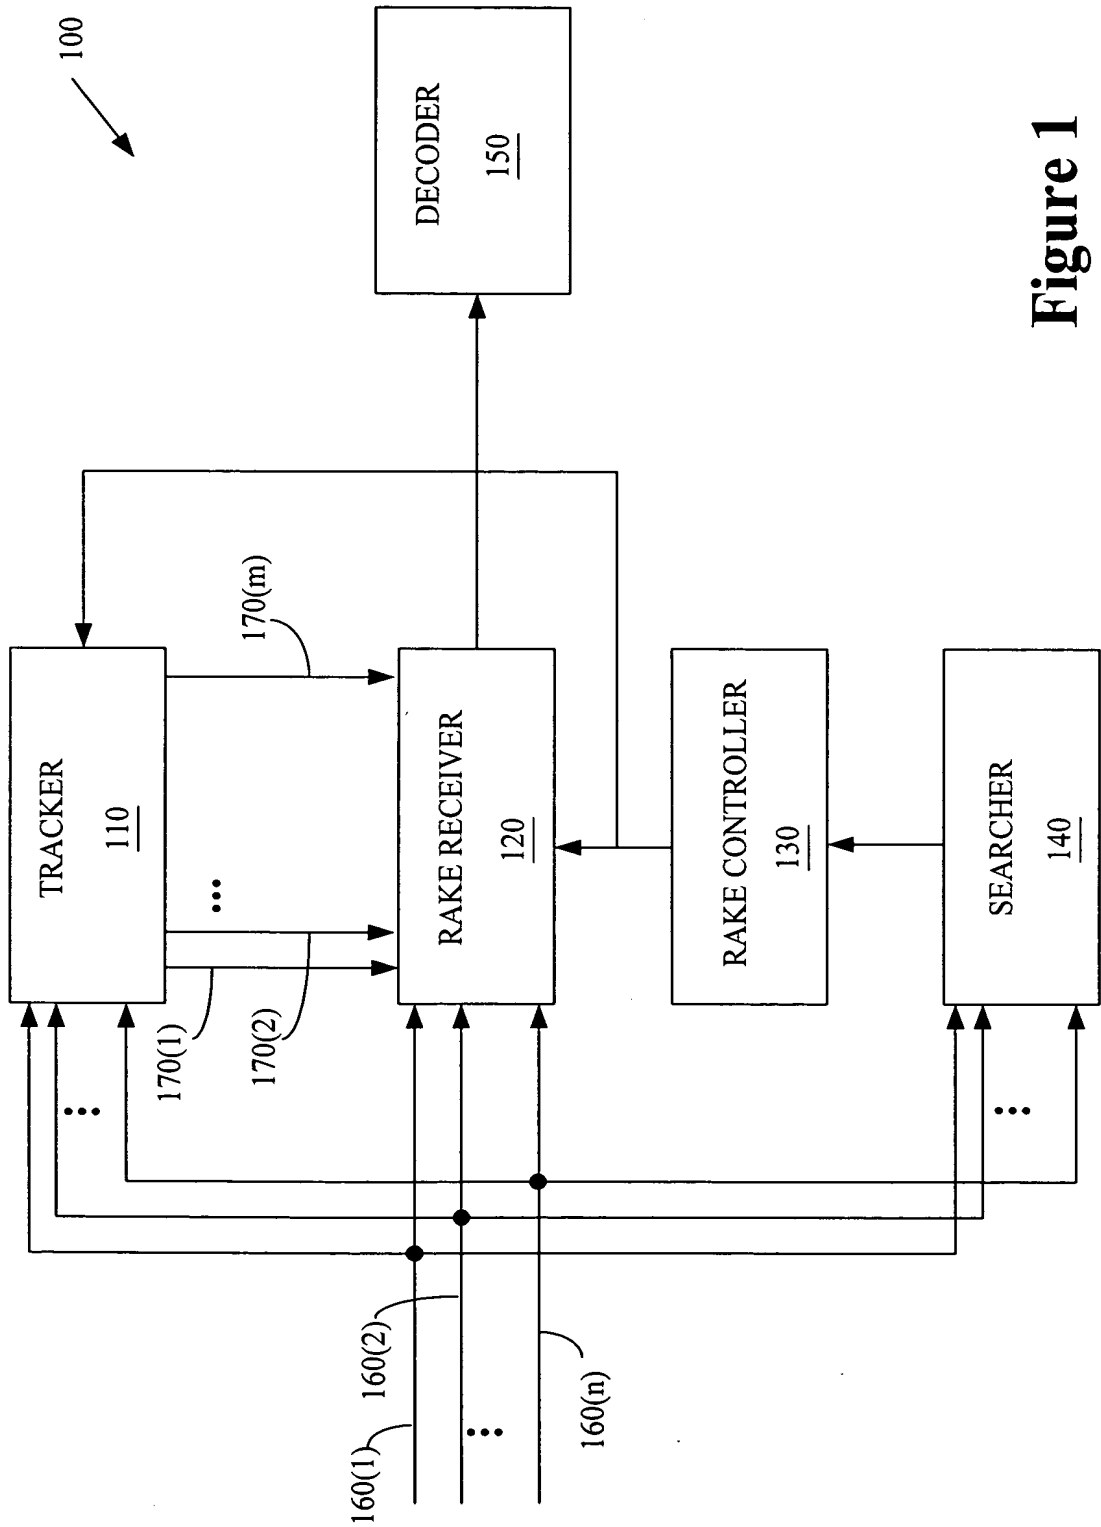 100
TRACKER
110
170(1)
170(2)
...
170(m)
RAKE RECEIVER
120
DECODER
150
RAKE CONTROLLER
130
SEARCHER
140
...
...
160(1)
160(2)
...
160(n)
Figure 1